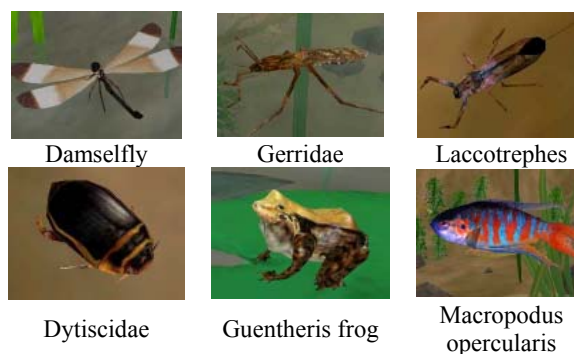 Damselfly
Gerridae
Laccotrephes
Dytiscidae
Guentheris frog
Macropodus
opercularis